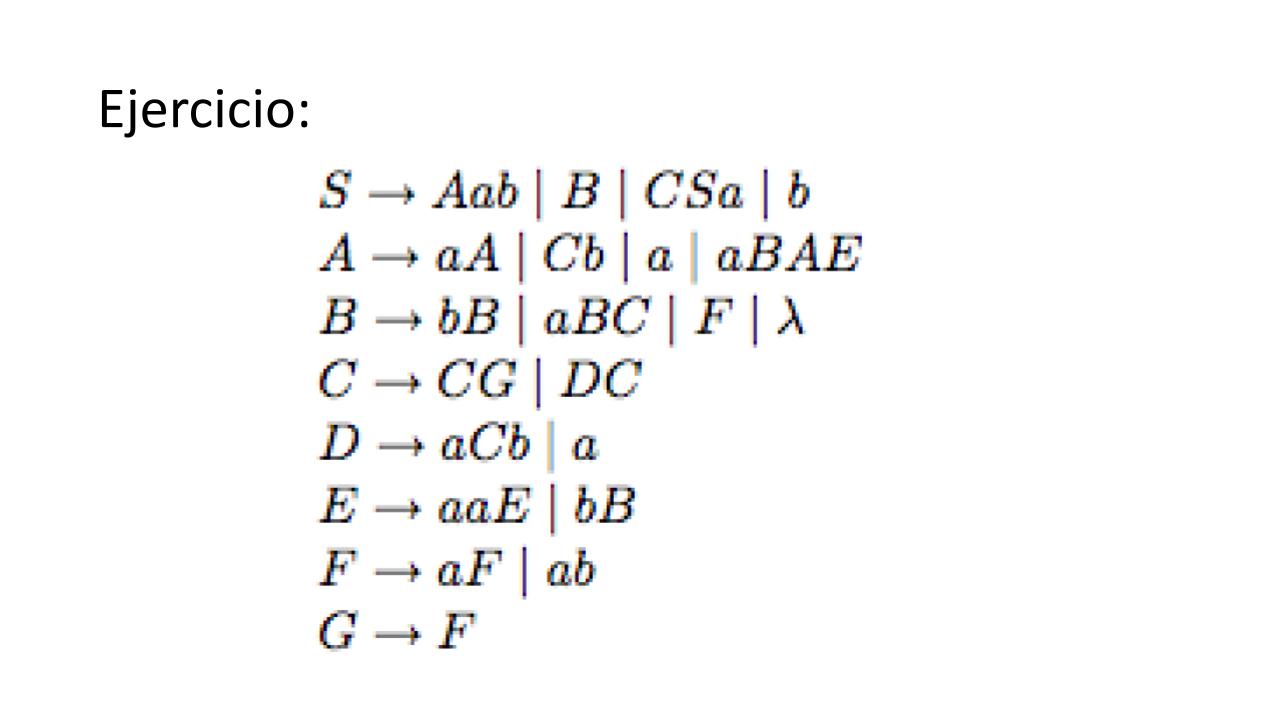 Ejercicio:
S → Aab | B | CSa | b
A → aA | Cb | a | aBAE
B → bB | aBC | F | λ
C → CG | DC
D → aCb | a
E → aaE | bB
F → aF | ab
G → F